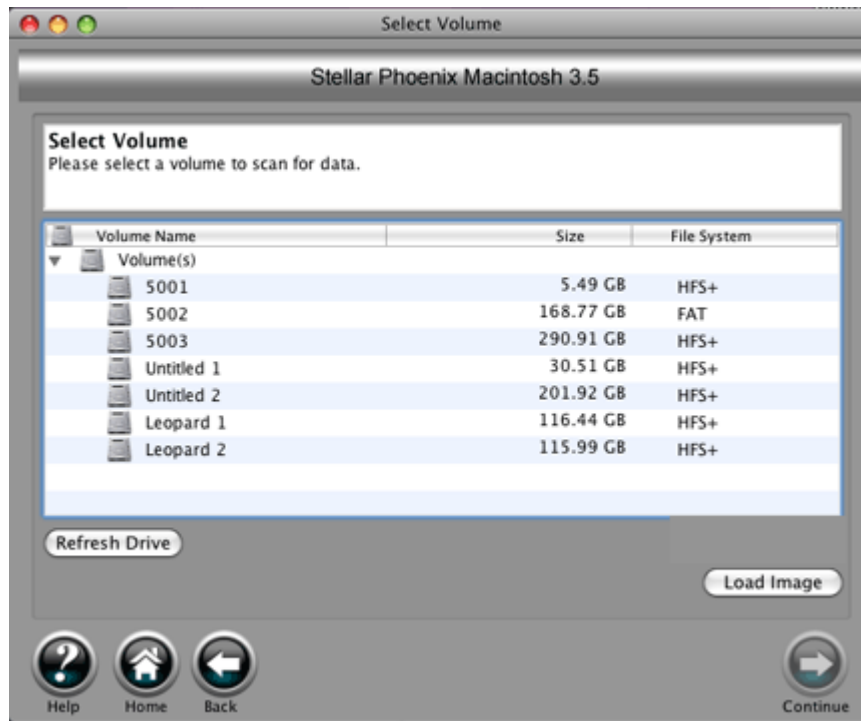 Select Volume
Stellar Phoenix Macintosh 3.5
Select Volume
Please select a volume to scan for data.
Volume Name Size File System
Volume(s)
5001 5.49 GB HFS+
5002 168.77 GB FAT
5003 290.91 GB HFS+
Untitled 1 30.51 GB HFS+
Untitled 2 201.92 GB HFS+
Leopard 1 116.44 GB HFS+
Leopard 2 115.99 GB HFS+
Refresh Drive
Load Image
?
Help Home Back Continue